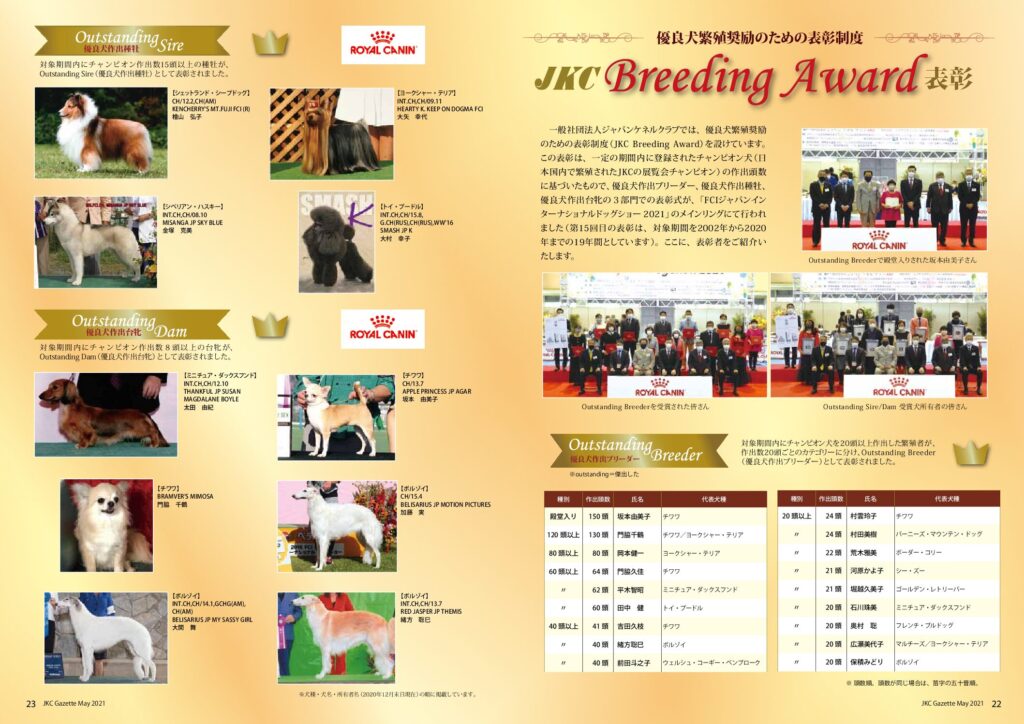 優良犬繁殖奨励のための表彰制度
JKC Breeding Award 表彰
一般社団法人ジャパンケネルクラブでは、優良犬繁殖奨励
のための表彰制度（JKC Breeding Award）を設けています。
この表彰は、一定の期間内に登録されたチャンピオン犬（日
本国内で繁殖されたJKCの展覧会チャンピオン）の作出頭数
に基づいたもので、優良犬作出ブリーダー、優良犬作出種牡、
優良犬作出台牝の３部門での表彰式が、「FCIジャパンイン
ターナショナルドッグショー 2021」のメインリングにて行われ
ました（第15回目の表彰は、対象期間を2002年から2020
年までの19年間としています）。ここに、表彰者をご紹介い
たします。
ROYAL CANIN
Outstanding Breederで殿堂入りされた坂本由美子さん
ROYAL CANIN
Outstanding Breederを受賞された皆さん
ROYAL CANIN
Outstanding Sire/Dam 受賞犬所有者の皆さん
Outstanding Breeder
優良犬作出ブリーダー
※outstanding＝傑出した
対象期間内にチャンピオン犬を20頭以上作出した繁殖者が、
作出数20頭ごとのカテゴリーに分け、Outstanding Breeder
（優良犬作出ブリーダー）として表彰されました。
種別 作出頭数 氏名 代表犬種
殿堂入り 150頭 坂本由美子 チワワ
120頭以上 130頭 門脇千鶴 チワワ／ヨークシャー・テリア
80頭以上 80頭 岡本健一 ヨークシャー・テリア
60頭以上 64頭 門脇久佳 チワワ
〃 62頭 平木智昭 ミニチュア・ダックスフンド
〃 60頭 田中 健 トイ・プードル
40頭以上 41頭 吉田久枝 チワワ
〃 40頭 緒方聡巳 ボルゾイ
〃 40頭 前田斗之子 ウェルシュ・コーギー・ペンブローク
種別 作出頭数 氏名 代表犬種
20頭以上 24頭 村雲玲子 チワワ
〃 24頭 村田美樹 バーニーズ・マウンテン・ドッグ
〃 22頭 荒木雅美 ボーダー・コリー
〃 21頭 河原かよ子 シー・ズー
〃 21頭 堀越久美子 ゴールデン・レトリーバー
〃 20頭 石川珠美 ミニチュア・ダックスフンド
〃 20頭 奥村 聡 フレンチ・ブルドッグ
〃 20頭 広瀬美代子 マルチーズ／ヨークシャー・テリア
〃 20頭 保積みどり ボルゾイ
※ 頭数順。頭数が同じ場合は、苗字の五十音順。
JKC Gazette May 2021 22
Outstanding Sire
優良犬作出種牡
ROYAL CANIN
対象期間内にチャンピオン作出数15頭以上の種牡が、
Outstanding Sire（優良犬作出種牡）として表彰されました。
【シェットランド・シープドッグ】
CH/12.2,CH(AM)
KENCHERRY'S MT.FUJI FCI (R)
檜山 弘子
【ヨークシャー・テリア】
INT.CH,CH/09.11
HEARTY K. KEEP ON DOGMA FCI
大矢 幸代
【シベリアン・ハスキー】
INT.CH,CH/08.10
MISANGA JP SKY BLUE
金塚 克美
【トイ・プードル】
INT.CH,CH/15.8,
G.CH(RUS),CH(RUS),WW'16
SMASH JP K
大村 幸子
Outstanding Dam
優良犬作出台牝
ROYAL CANIN
対象期間内にチャンピオン作出数８頭以上の台牝が、
Outstanding Dam（優良犬作出台牝）として表彰されました。
【ミニチュア・ダックスフンド】
INT.CH,CH/12.10
THANKFUL JP SUSAN
MAGDALANE BOYLE
太田 由紀
【チワワ】
CH/13.7
APPLE PRINCESS JP AGAR
坂本 由美子
【チワワ】
BRAMVER'S MIMOSA
門脇 千鶴
【ボルゾイ】
CH/15.4
BELISARIUS JP MOTION PICTURES
加藤 実
【ボルゾイ】
INT.CH,CH/14.1,GCHG(AM),
CH(AM)
BELISARIUS JP MY SASSY GIRL
大関 舞
【ボルゾイ】
INT.CH,CH/13.7
RED JASPER JP THEMIS
緒方 聡巳
※犬種・犬名・所有者名（2020年12月末日現在）の順に掲載しています。
23 JKC Gazette May 2021